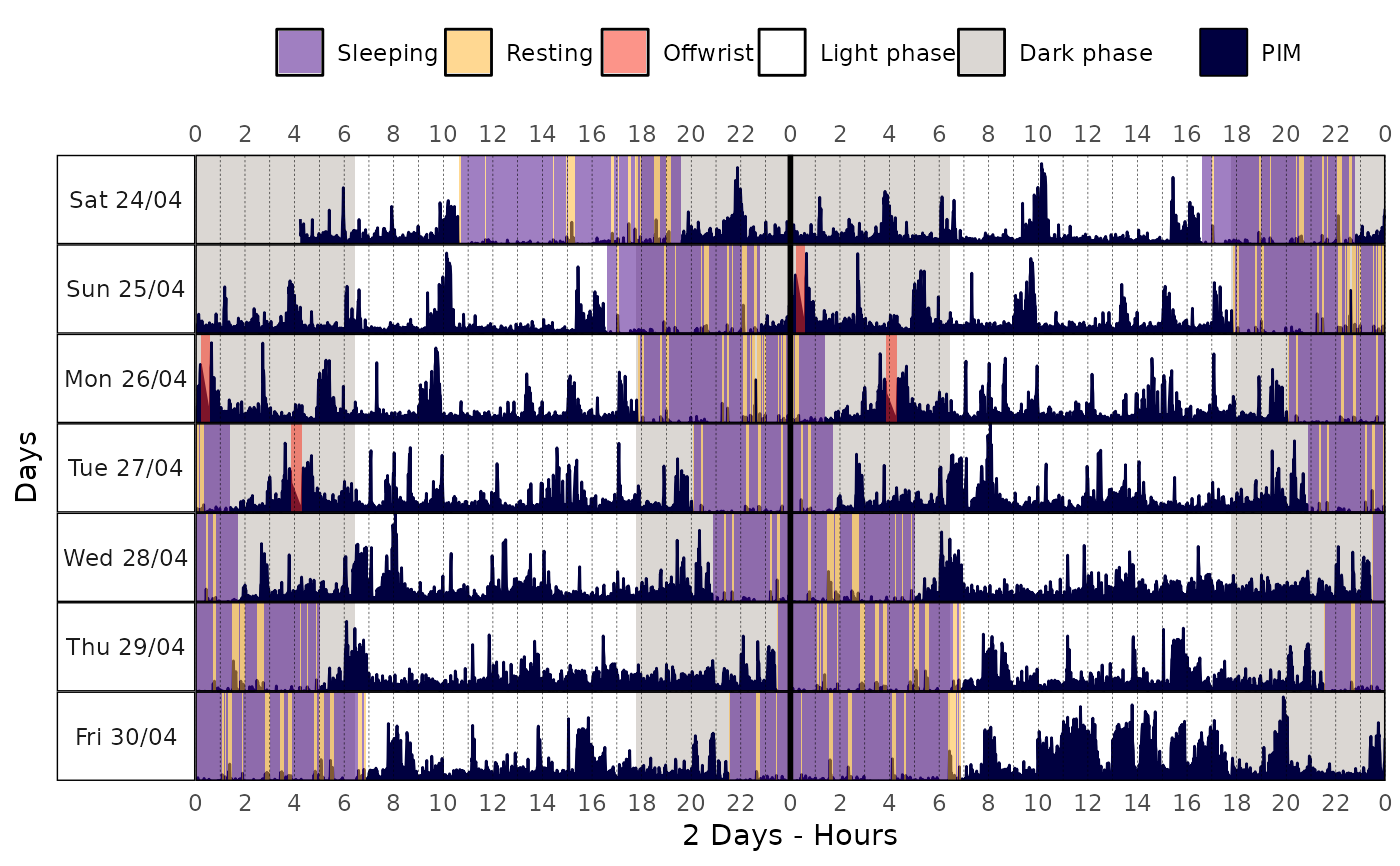 Sleeping Resting Offwrist Light phase Dark phase PIM
0 2 4 6 8 10 12 14 16 18 20 22 0 2 4 6 8 10 12 14 16 18 20 22 0
Sat 24/04
Sun 25/04
Mon 26/04
Tue 27/04
Wed 28/04
Thu 29/04
Fri 30/04
Days
0 2 4 6 8 10 12 14 16 18 20 22 0 2 4 6 8 10 12 14 16 18 20 22 0
2 Days - Hours